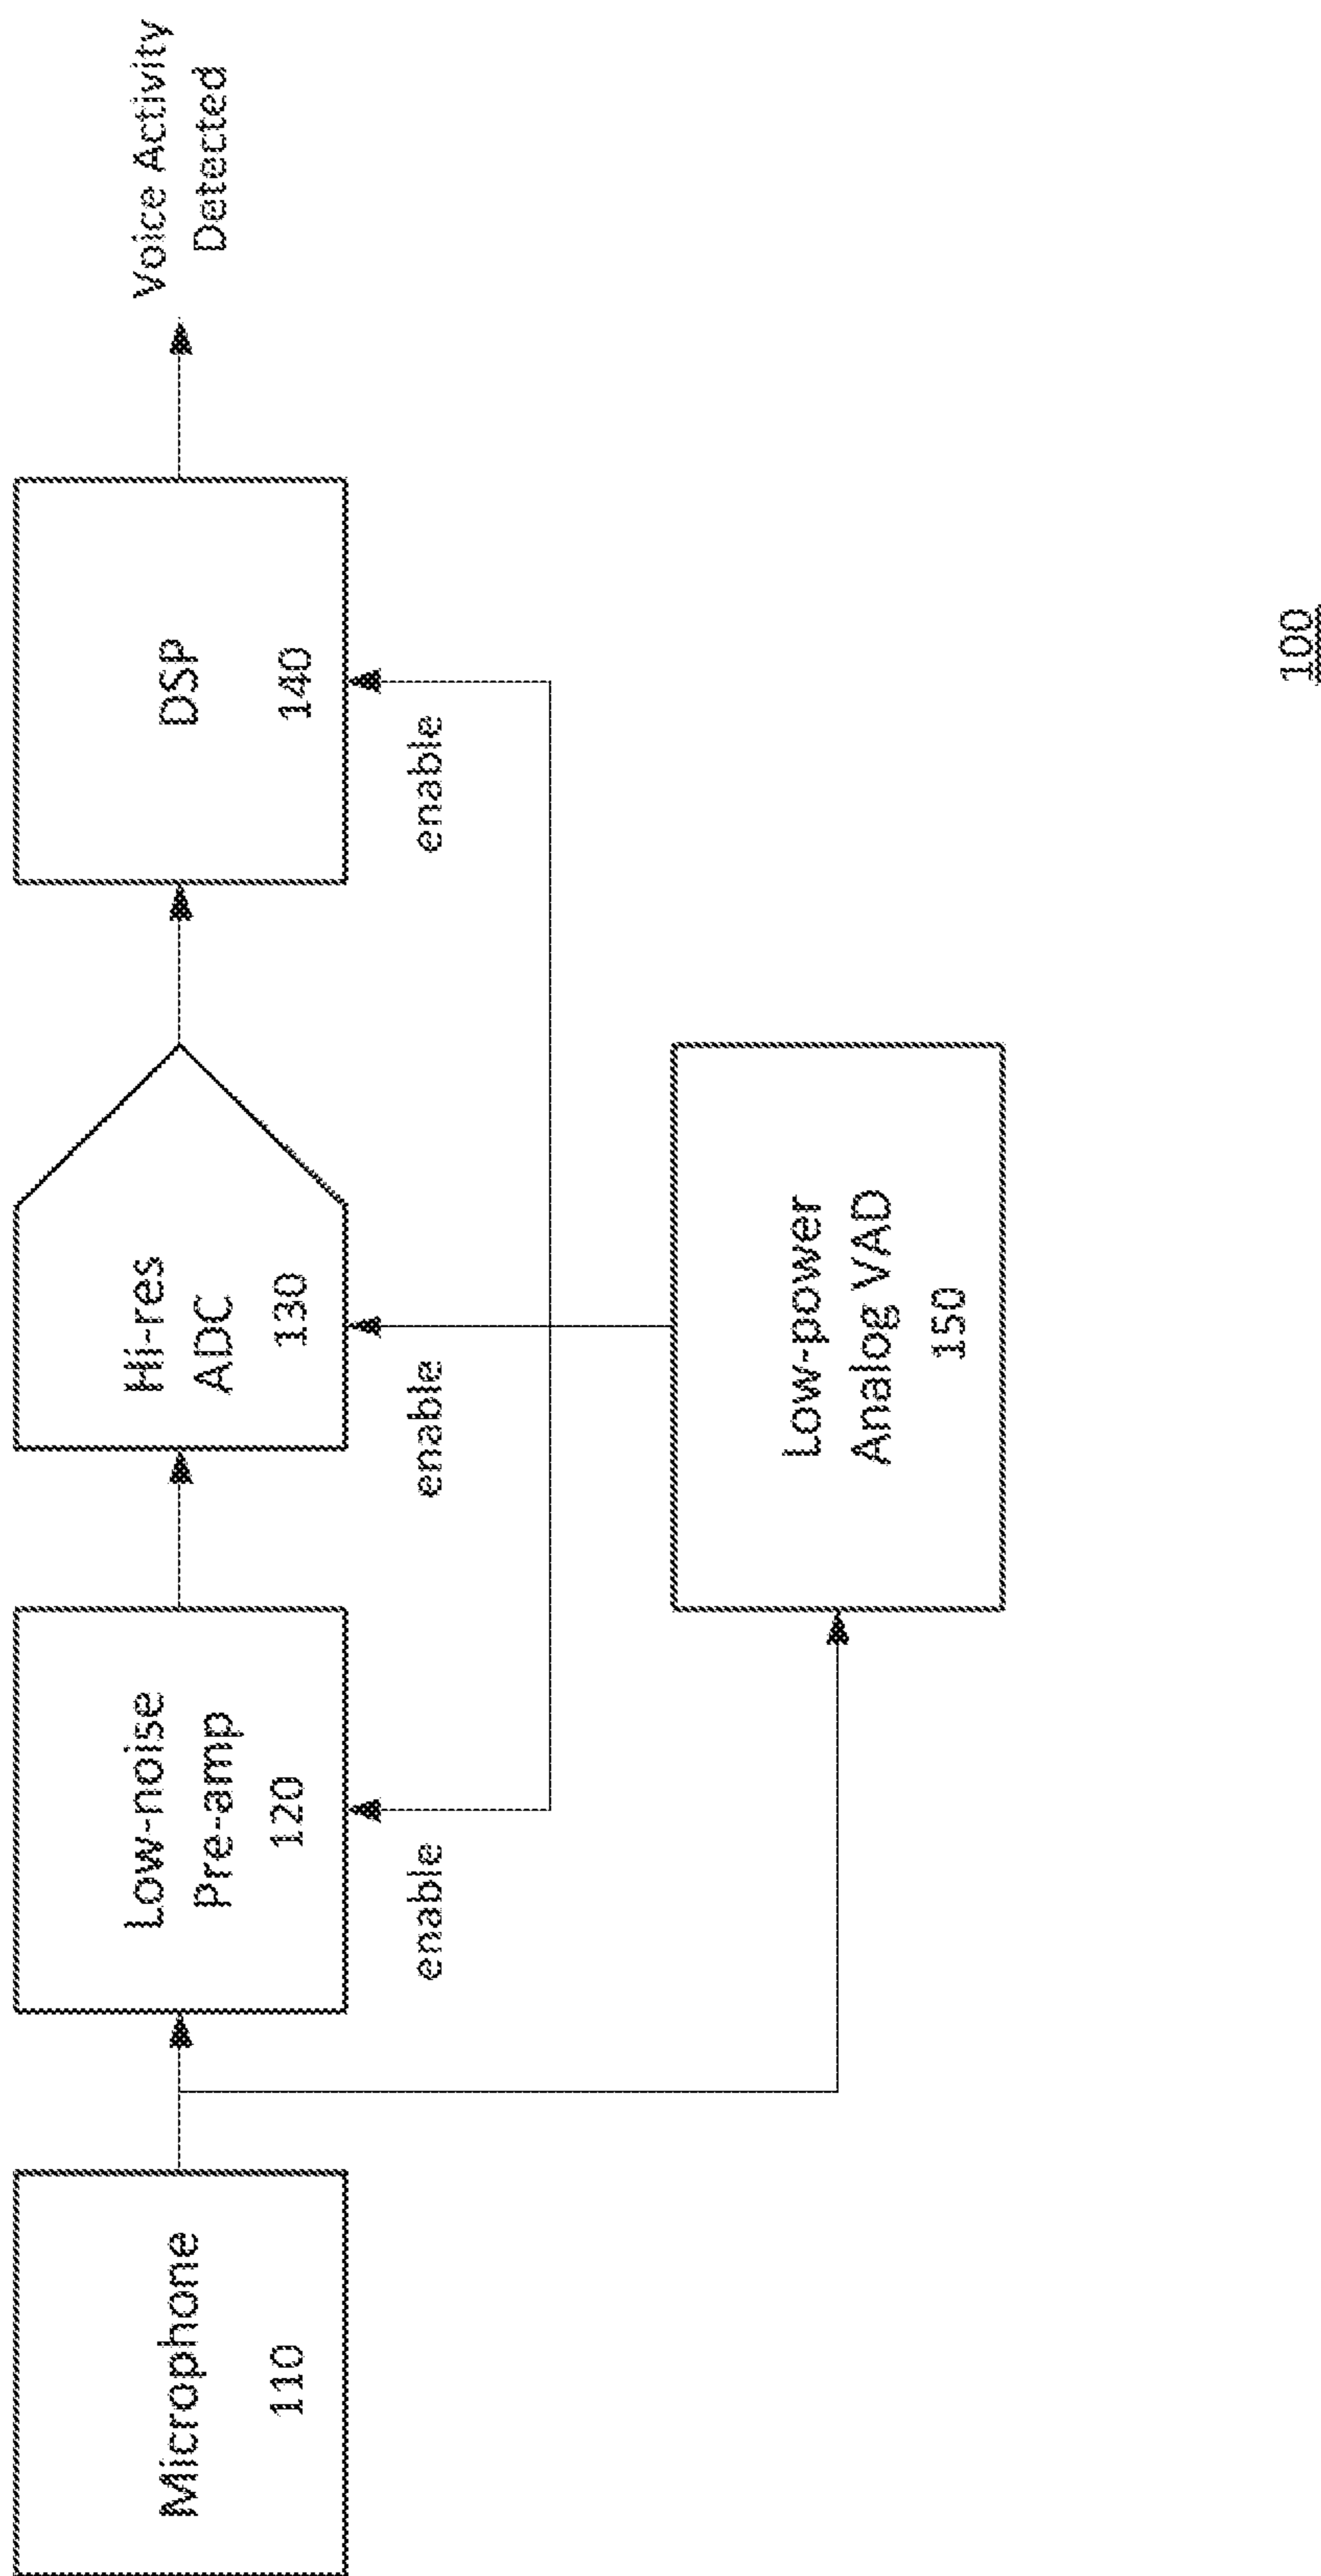 Microphone
110
Low-noise
Pre-amp
120
Hi-res
ADC
130
DSP
140
Voice Activity
Detected
enable
enable
enable
Low-power
Analog VAD
150
100